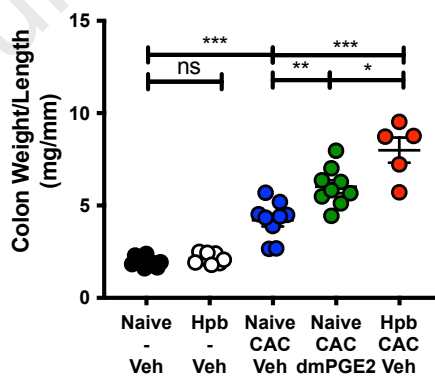 Colon Weight/Length
(mg/mm)
15
10
5
0
*** ***
ns ** *
Naive Hpb Naive Naive Hpb
- - CAC CAC CAC
Veh Veh Veh dmPGE2 Veh